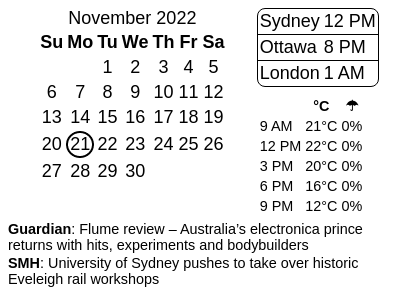 November 2022
Su Mo Tu We Th Fr Sa
1 2 3 4 5
6 7 8 9 10 11 12
13 14 15 16 17 18 19
20 21 22 23 24 25 26
27 28 29 30
Sydney 12 PM
Ottawa 8 PM
London 1 AM
°C ☂
9 AM 21°C 0%
12 PM 22°C 0%
3 PM 20°C 0%
6 PM 16°C 0%
9 PM 12°C 0%
Guardian: Flume review – Australia’s electronica prince
returns with hits, experiments and bodybuilders
SMH: University of Sydney pushes to take over historic
Eveleigh rail workshops